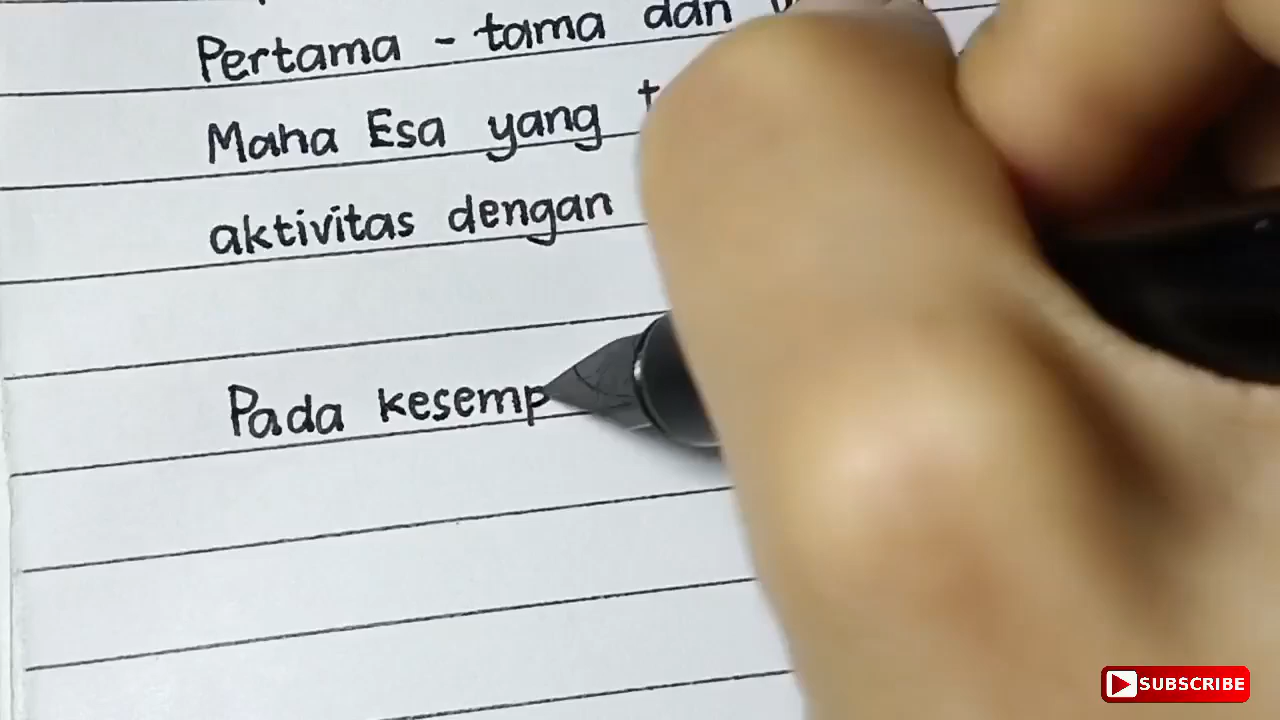 Pertama - tama dan
Maha Esa yang
aktivitas dengan
Pada kesemp
SUBSCRIBE